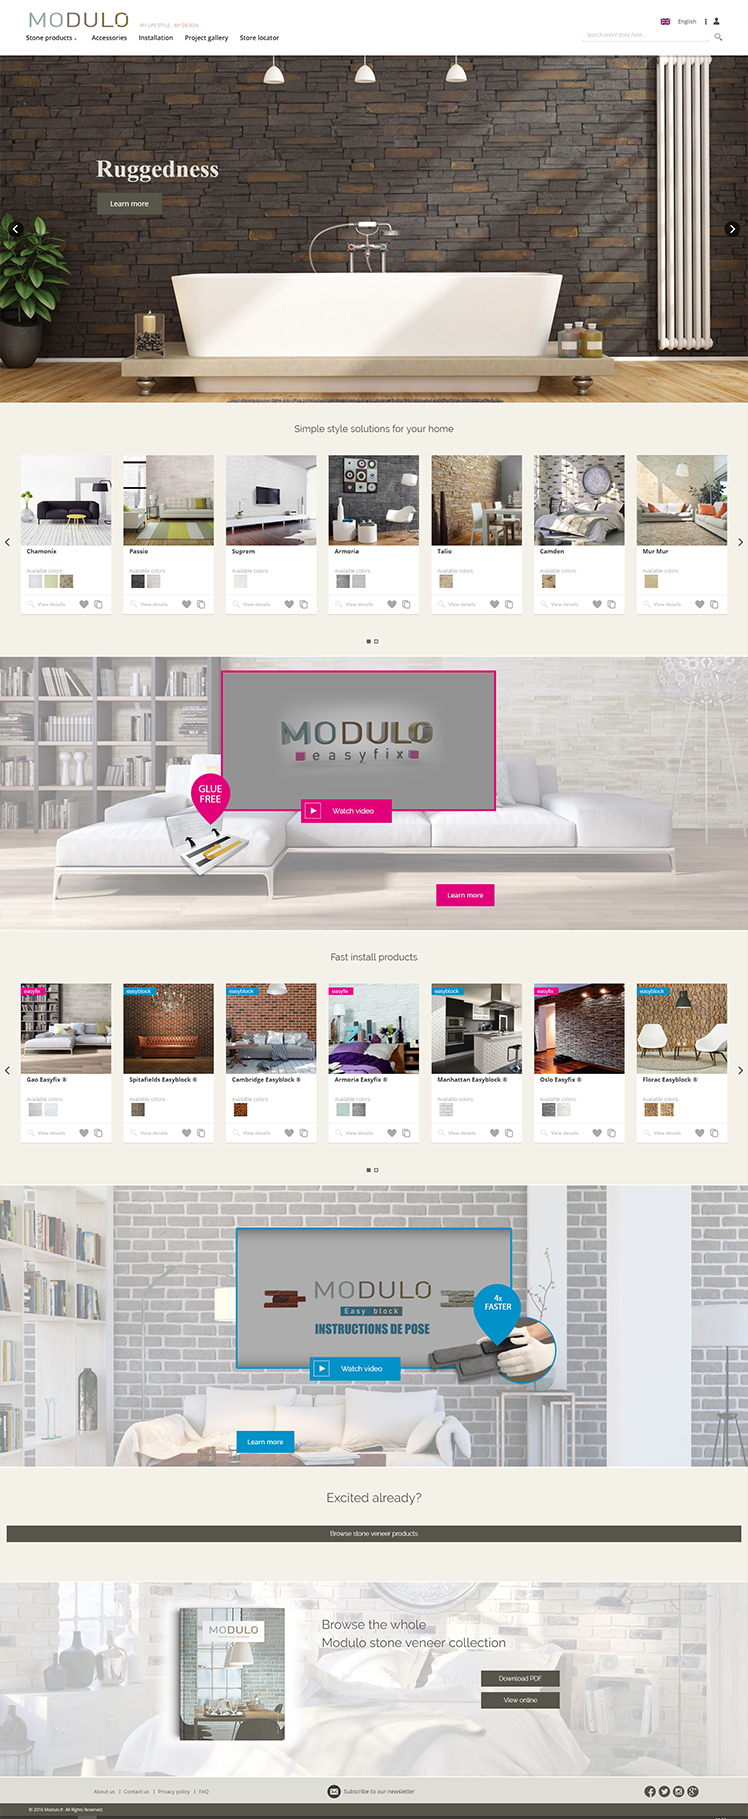 MODULO
MY LIFE STYLE, MY DESIGN
English
Stone products
Accessories
Installation
Project gallery
Store locator
Search entire store here...
Ruggedness
Learn more
Simple style solutions for your home
Chamonix
Passio
Suprem
Armoria
Talio
Camden
Mur Mur
Available colors:
Available colors:
Available colors:
Available colors:
Available colors:
Available colors:
Available colors:
View details
View details
View details
View details
View details
View details
View details
MODULO
easyfix
GLUE
FREE
Watch video
Learn more
Fast install products
easyfix
easyblock
easyblock
easyfix
easyblock
easyfix
easyblock
Gao Easyfix ®
Spitafields Easyblock ®
Cambridge Easyblock ®
Armoria Easyfix ®
Manhattan Easyblock ®
Oslo Easyfix ®
Florac Easyblock ®
Available colors:
Available colors:
Available colors:
Available colors:
Available colors:
Available colors:
Available colors:
View details
View details
View details
View details
View details
View details
View details
MODULO
Easy block
INSTRUCTIONS DE POSE
4x
FASTER
Watch video
Learn more
Excited already?
Browse stone veneer products
MODULO
Browse the whole
Modulo stone veneer collection
Download PDF
View online
About us | Contact us | Privacy policy | FAQ
Subscribe to our newsletter
© 2016 Modulo®. All Rights Reserved.